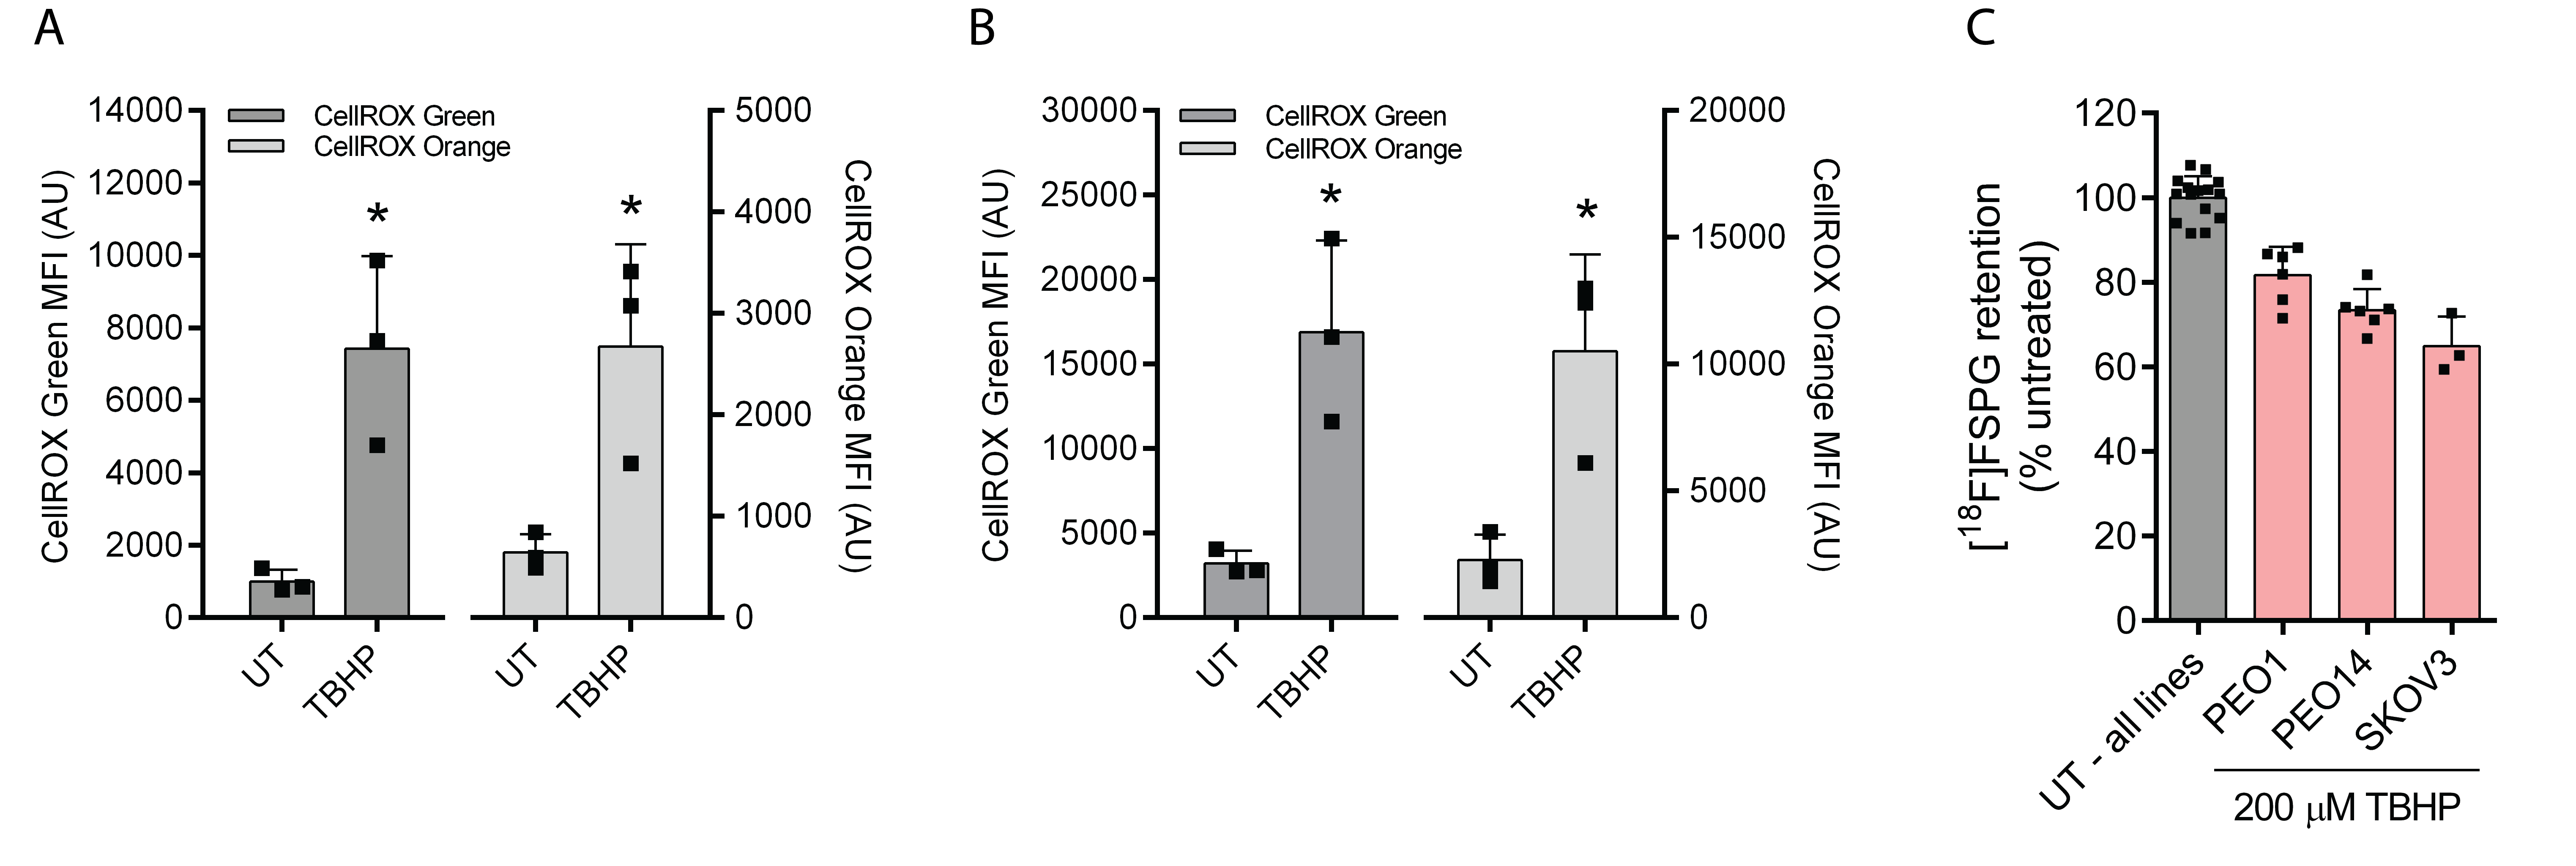 A
CellROX Green MFI (AU)
14000
12000
10000
8000
6000
4000
2000
0
CellROX Green
CellROX Orange
*
*
5000
4000
3000
2000
1000
0
CellROX Orange MFI (AU)
UT
TBHP
UT
TBHP
B
CellROX Green MFI (AU)
30000
25000
20000
15000
10000
5000
0
CellROX Green
CellROX Orange
*
*
20000
15000
10000
5000
0
CellROX Orange MFI (AU)
UT
TBHP
UT
TBHP
C
[18F]FSPG retetntion
(% untreated)
120
100
80
60
40
20
0
UT - all lines
PEO1
PEO14
SKOV3
200 μM TBHP